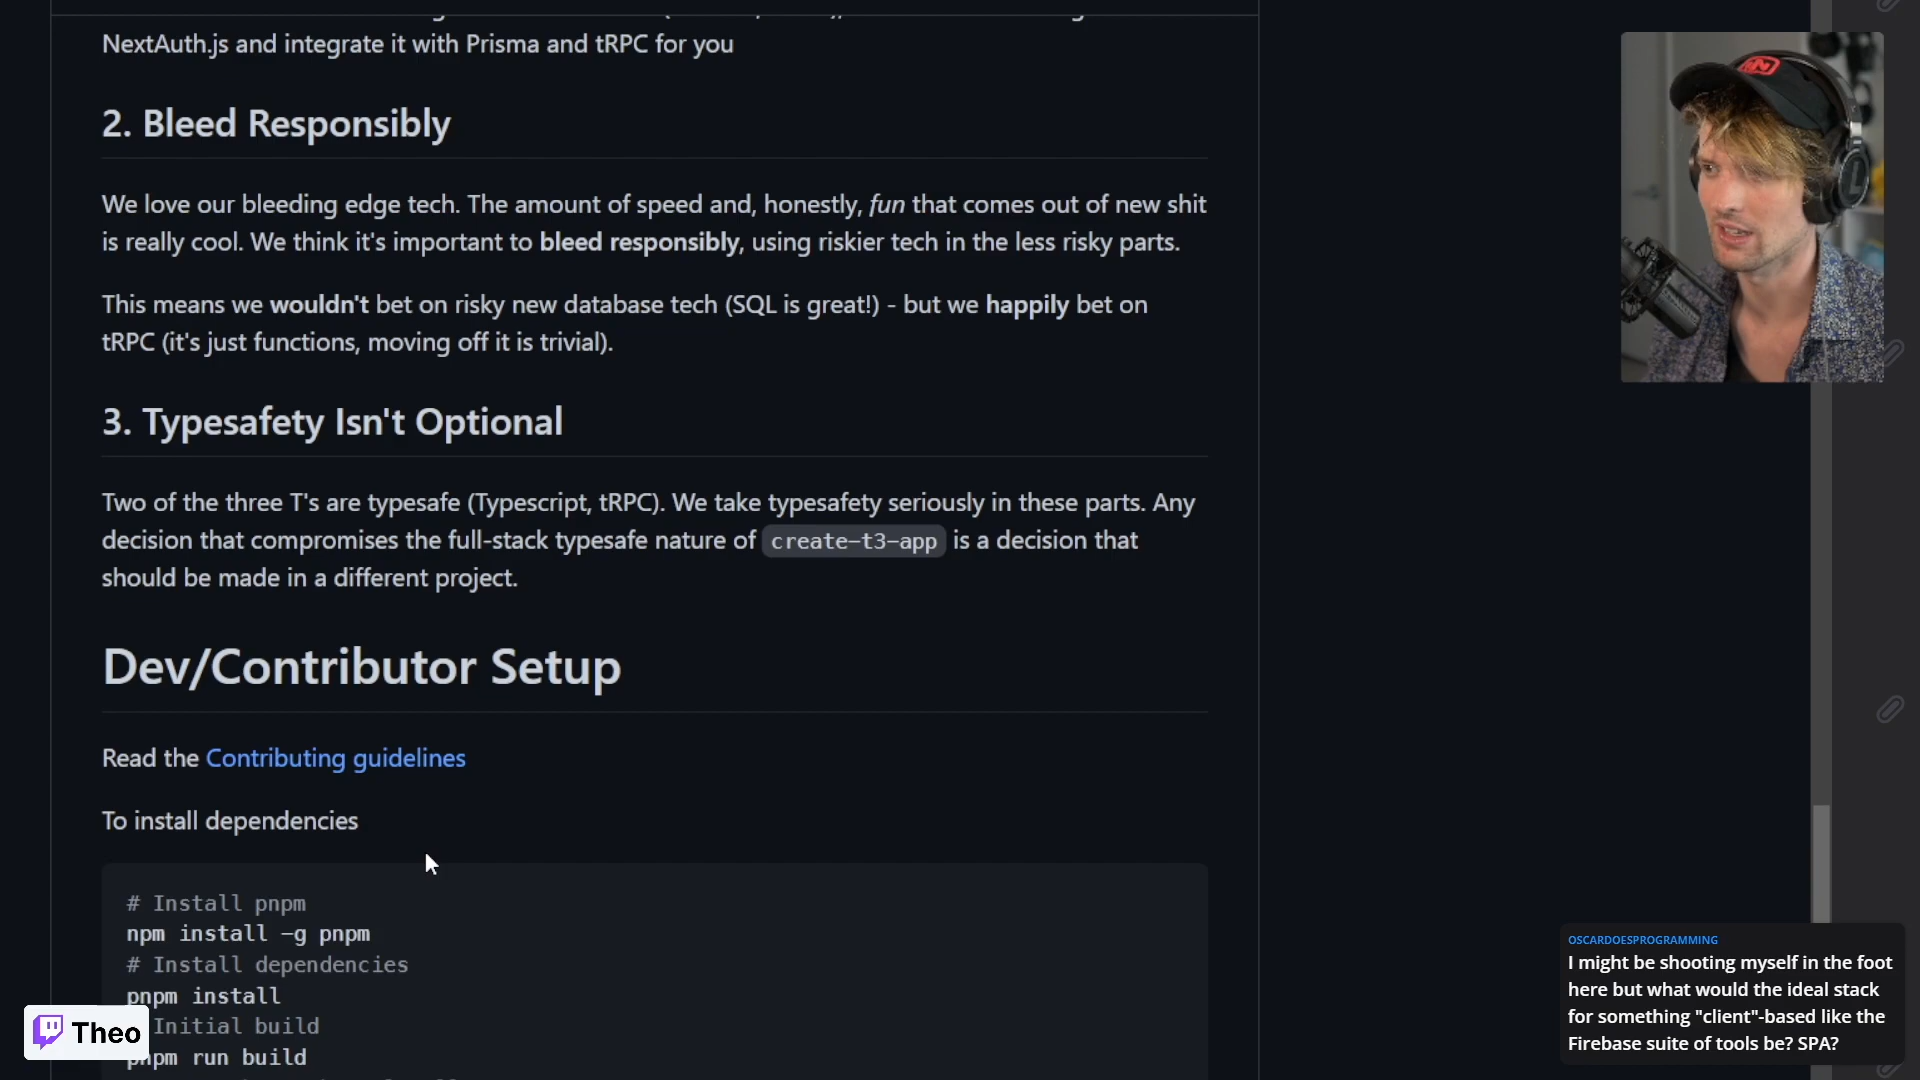 NextAuth.js and integrate it with Prisma and tRPC for you
2. Bleed Responsibly
We love our bleeding edge tech. The amount of speed and, honestly, fun that comes out of new shit
is really cool. We think it's important to bleed responsibly, using riskier tech in the less risky parts.
This means we wouldn't bet on risky new database tech (SQL is great!) - but we happily bet on
tRPC (it's just functions, moving off it is trivial).
3. Typesafety Isn't Optional
Two of the three T's are typesafe (Typescript, tRPC). We take typesafety seriously in these parts. Any
decision that compromises the full-stack typesafe nature of create-t3-app is a decision that
should be made in a different project.
Dev/Contributor Setup
Read the Contributing guidelines
To install dependencies
# Install pnpm
npm install -g pnpm
# Install dependencies
pnpm install
Initial build
pnpm run build
Theo
OSCARDOESPROGRAMMING
I might be shooting myself in the foot
here but what would the ideal stack
for something "client"-based like the
Firebase suite of tools be? SPA?